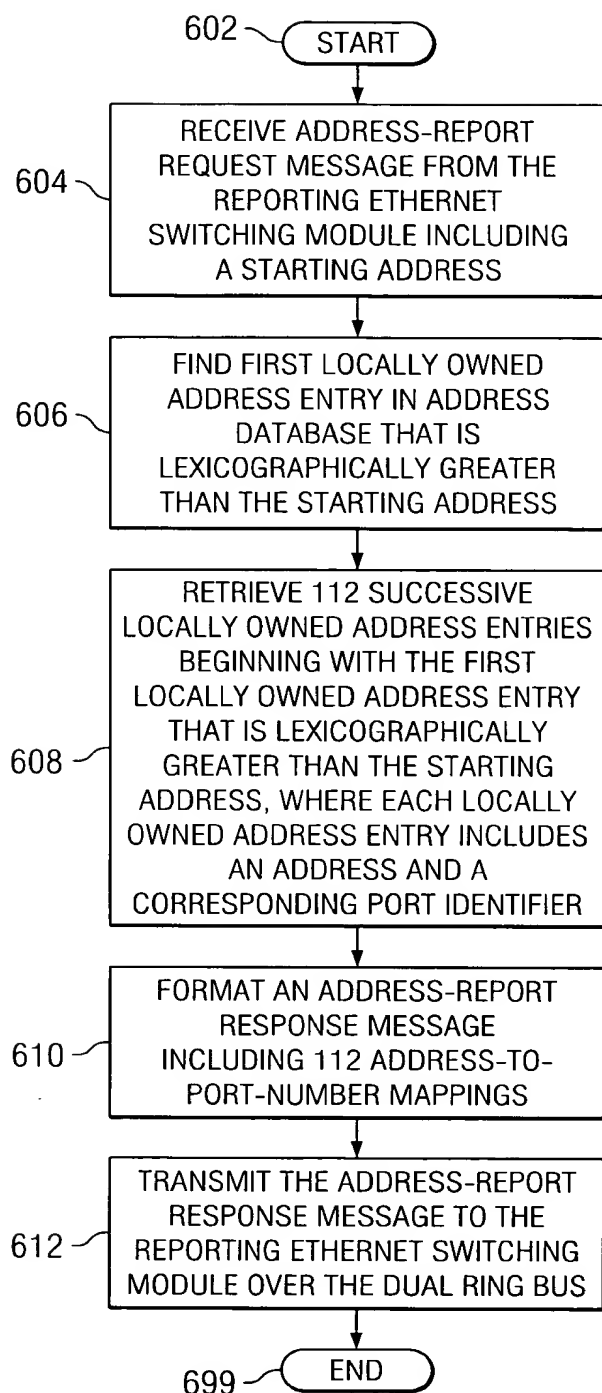 602
START
604
RECEIVE ADDRESS-REPORT
REQUEST MESSAGE FROM THE
REPORTING ETHERNET
SWITCHING MODULE INCLUDING
A STARTING ADDRESS
606
FIND FIRST LOCALLY OWNED
ADDRESS ENTRY IN ADDRESS
DATABASE THAT IS
LEXICOGRAPHICALLY GREATER
THAN THE STARTING ADDRESS
608
RETRIEVE 112 SUCCESSIVE
LOCALLY OWNED ADDRESS ENTRIES
BEGINNING WITH THE FIRST
LOCALLY OWNED ADDRESS ENTRY
THAT IS LEXICOGRAPHICALLY
GREATER THAN THE STARTING
ADDRESS, WHERE EACH LOCALLY
OWNED ADDRESS ENTRY INCLUDES
AN ADDRESS AND A
CORRESPONDING PORT IDENTIFIER
610
FORMAT AN ADDRESS-REPORT
RESPONSE MESSAGE
INCLUDING 112 ADDRESS-TO-
PORT-NUMBER MAPPINGS
612
TRANSMIT THE ADDRESS-REPORT
RESPONSE MESSAGE TO THE
REPORTING ETHERNET SWITCHING
MODULE OVER THE DUAL RING BUS
699
END